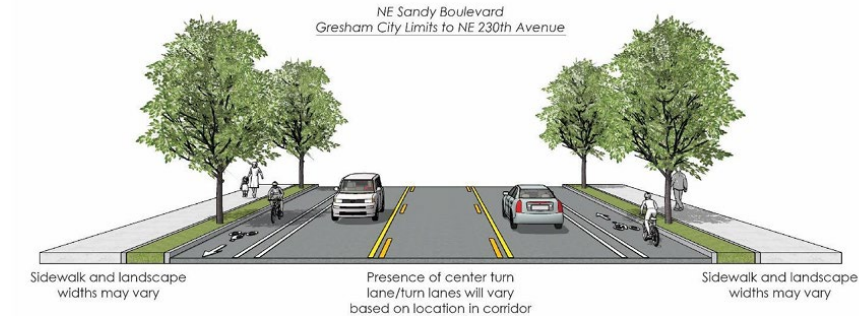 NE Sandy Boulevard
Gresham City Limits to NE 230th Avenue
Sidewalk and landscape
widths may vary
Presence of center turn
lane/turn lanes will vary
based on location in corridor
Sidewalk and landscape
widths may vary